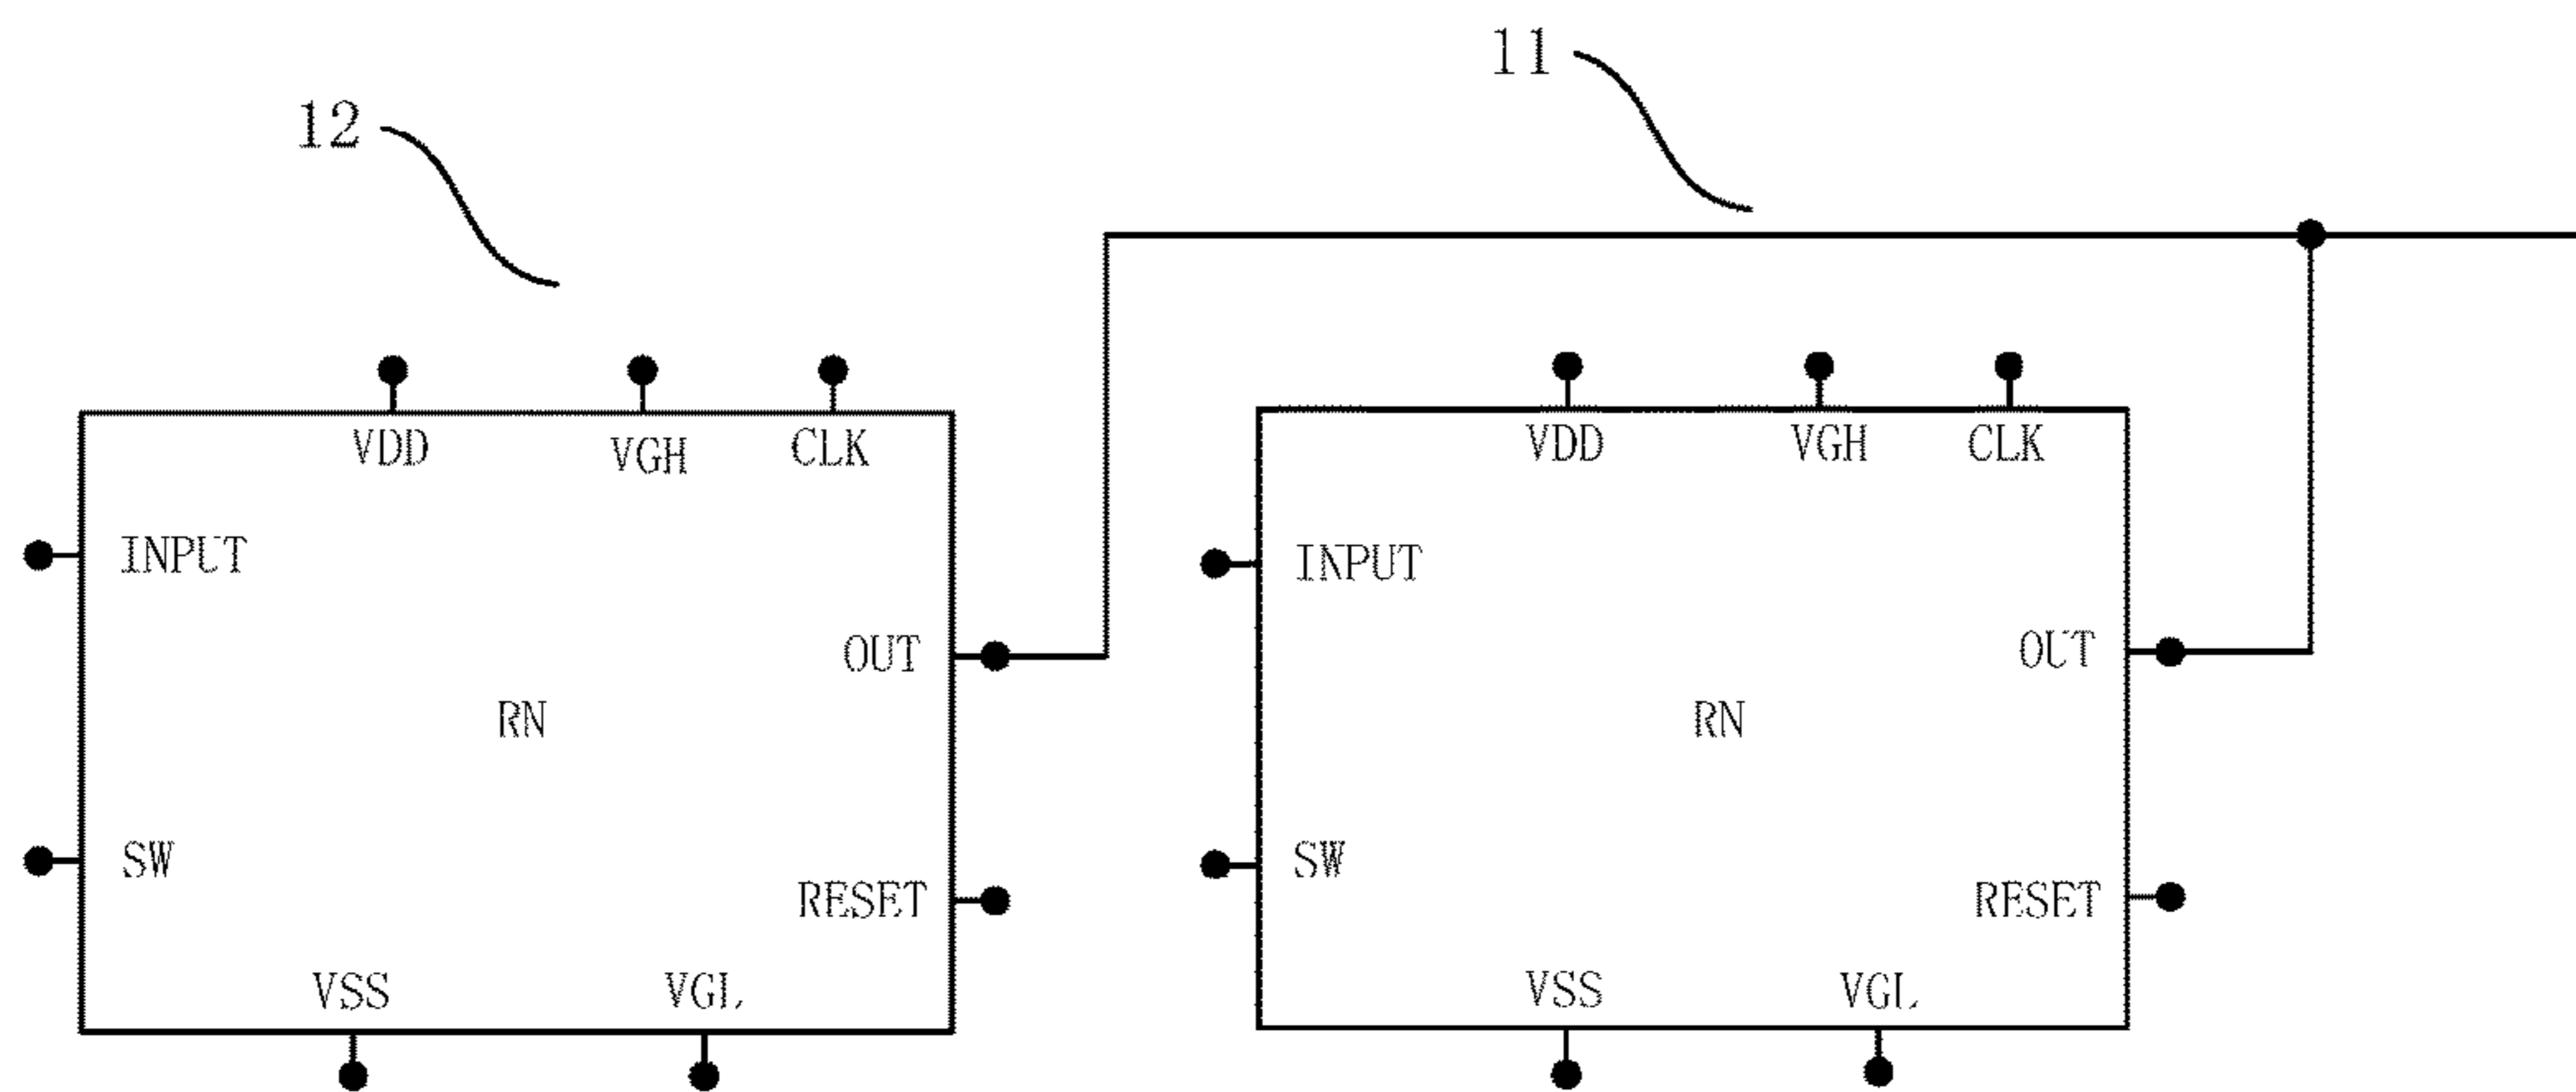 11
12
VDD VGH CLK
INPUT
OUT
RN
SW
RESET
VSS VGL
VDD VGH CLK
INPUT
OUT
RN
SW
RESET
VSS VGL